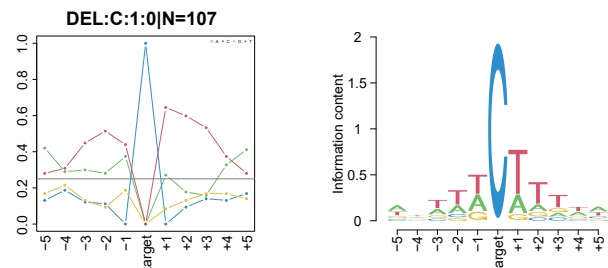 DEL:C:1:0|N=107
A C G T
1.0
0.8
0.6
0.4
0.2
0.0
−5
−4
−3
−2
−1
target
+1
+2
+3
+4
+5
Information content
2
1.5
1
0.5
0
C
T
A
T
A
G
T
A
T
A
T
A
T
A
A
−5
−4
−3
−2
−1
arget
+1
+2
+3
+4
+5